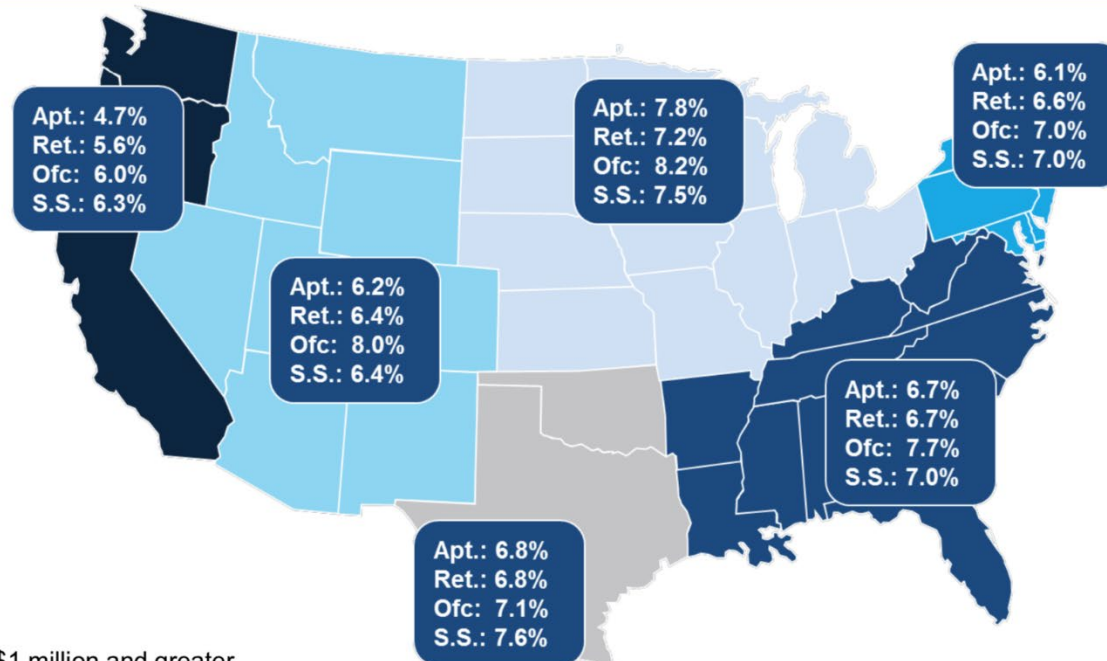 Apt.: 4.7%
Ret.: 5.6%
Ofc: 6.0%
S.S.: 6.3%
Apt.: 6.2%
Ret.: 6.4%
Ofc: 8.0%
S.S.: 6.4%
Apt.: 7.8%
Ret.: 7.2%
Ofc: 8.2%
S.S.: 7.5%
Apt.: 6.1%
Ret.: 6.6%
Ofc: 7.0%
S.S.: 7.0%
Apt.: 6.7%
Ret.: 6.7%
Ofc: 7.7%
S.S.: 7.0%
Apt.: 6.8%
Ret.: 6.8%
Ofc: 7.1%
S.S.: 7.6%
$1 million and greater